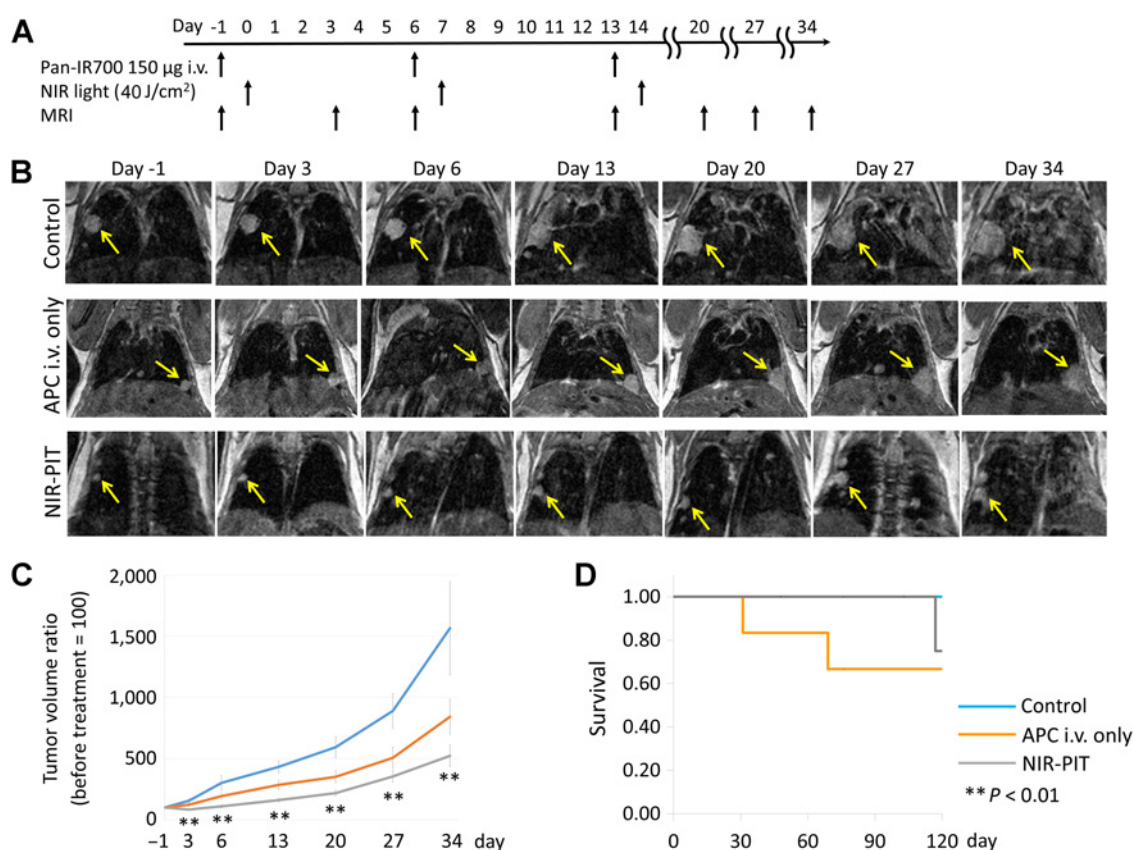 A
Day -1 0 1 2 3 4 5 6 7 8 9 10 11 12 13 14 20 27 34
Pan-IR700 150 µg i.v.
NIR light (40 J/cm²)
MRI
B
Day -1 Day 3 Day 6 Day 13 Day 20 Day 27 Day 34
Control
APC i.v. only
NIR-PIT
C
Tumor volume ratio
(before treatment = 100)
2,000
1,500
1,000
500
0
** ** ** ** ** **
−1 3 6 13 20 27 34 day
D
Survival
1.00
0.80
0.60
0.40
0.20
0.00
0 30 60 90 120 day
Control
APC i.v. only
NIR-PIT
**P < 0.01